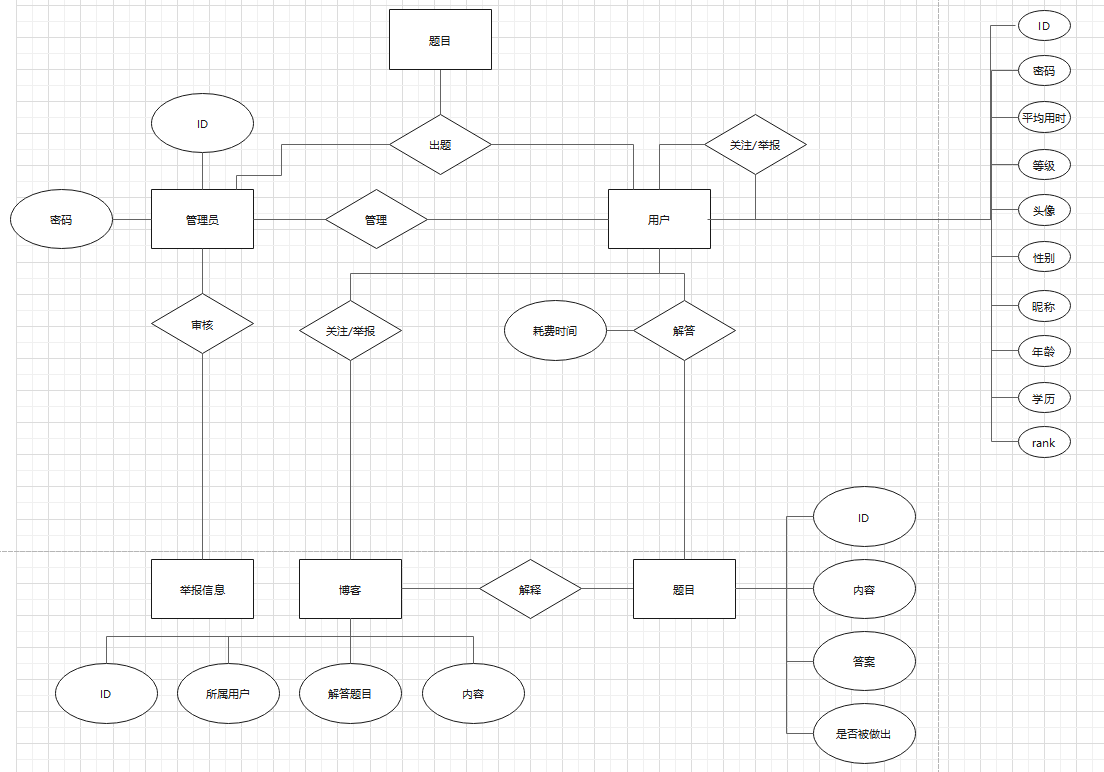 题目
ID
密码
ID
出题
关注/举报
平均用时
等级
密码
管理员
管理
用户
头像
性别
昵称
审核
关注/举报
耗费时间
解答
年龄
学历
rank
ID
举报信息
博客
解释
题目
内容
答案
ID
所属用户
解答题目
内容
是否被做出